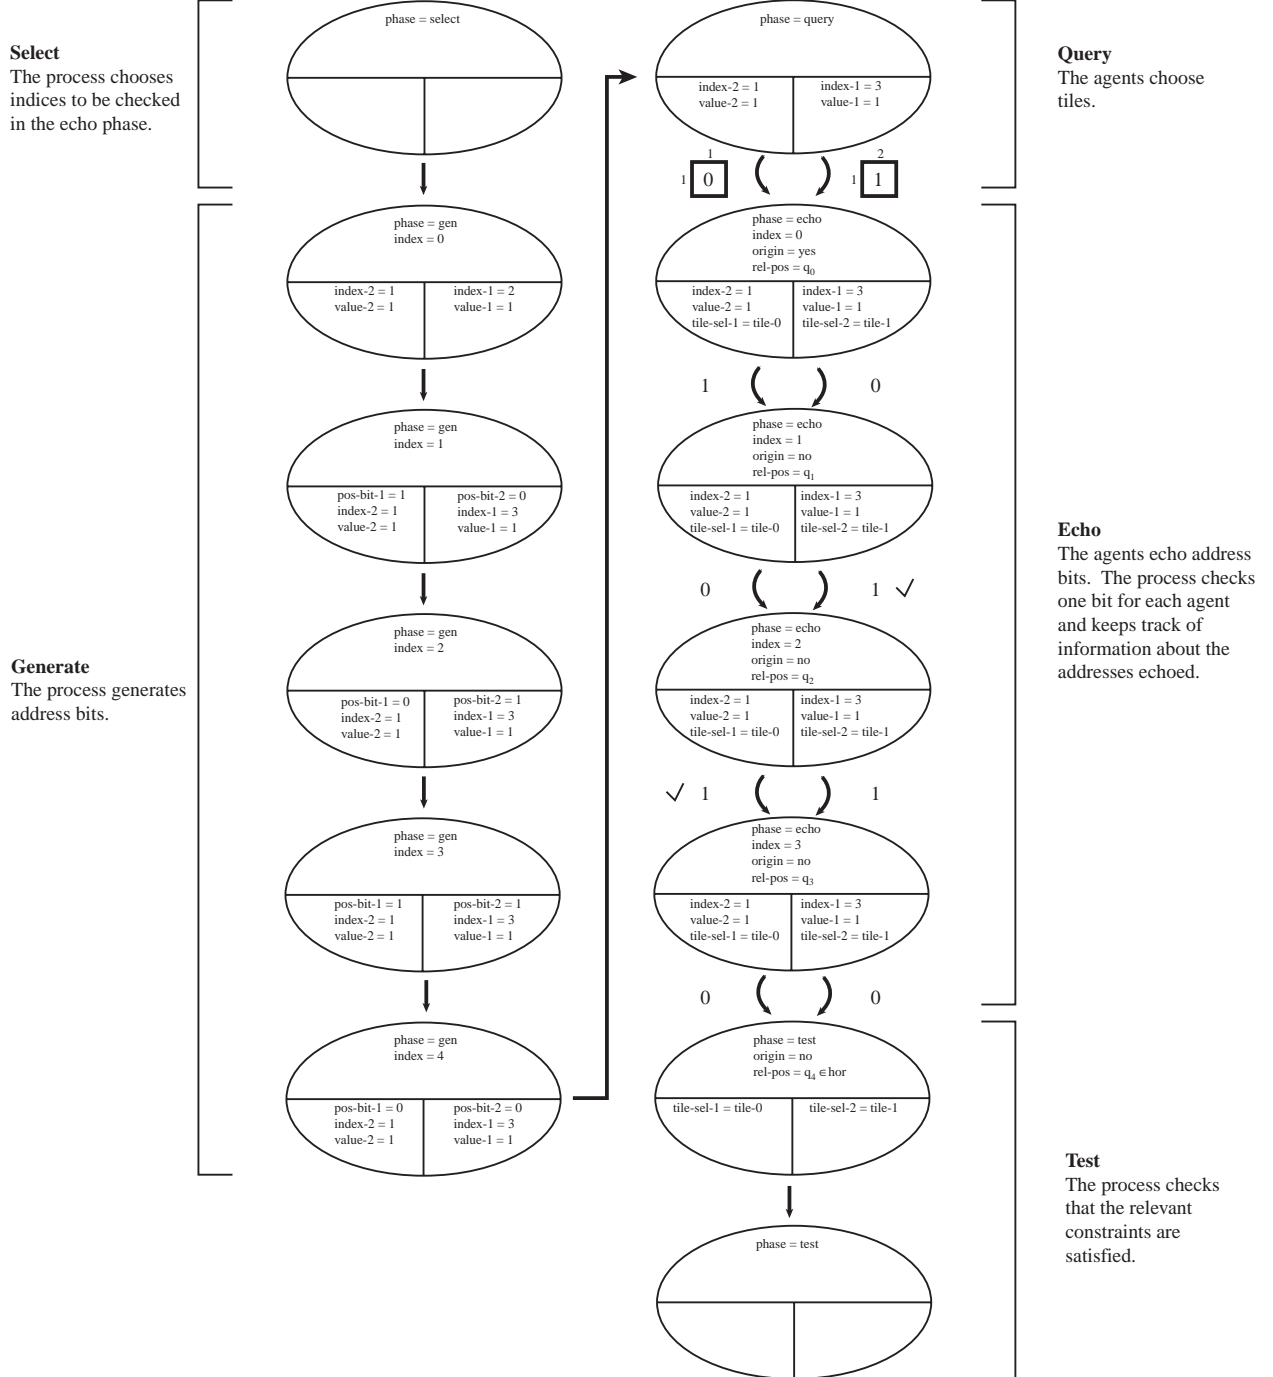 Select
The process chooses
indices to be checked
in the echo phase.
phase = select
phase = gen
index = 0
index-2 = 1
value-2 = 1
index-1 = 2
value-1 = 1
phase = gen
index = 1
pos-bit-1 = 1
index-2 = 1
value-2 = 1
pos-bit-2 = 0
index-1 = 3
value-1 = 1
Generate
The process generates
address bits.
phase = gen
index = 2
pos-bit-1 = 0
index-2 = 1
value-2 = 1
pos-bit-2 = 1
index-1 = 3
value-1 = 1
phase = gen
index = 3
pos-bit-1 = 1
index-2 = 1
value-2 = 1
pos-bit-2 = 1
index-1 = 3
value-1 = 1
phase = gen
index = 4
pos-bit-1 = 0
index-2 = 1
value-2 = 1
pos-bit-2 = 0
index-1 = 3
value-1 = 1
phase = query
index-2 = 1
value-2 = 1
index-1 = 3
value-1 = 1
Query
The agents choose
tiles.
1
1 0
2
1 1
phase = echo
index = 0
origin = yes
rel-pos = q0
index-2 = 1
value-2 = 1
tile-sel-1 = tile-0
index-1 = 3
value-1 = 1
tile-sel-2 = tile-1
1
0
phase = echo
index = 1
origin = no
rel-pos = q1
index-2 = 1
value-2 = 1
tile-sel-1 = tile-0
index-1 = 3
value-1 = 1
tile-sel-2 = tile-1
Echo
The agents echo address
bits. The process checks
one bit for each agent
and keeps track of
information about the
addresses echoed.
0
1 ✓
phase = echo
index = 2
origin = no
rel-pos = q2
index-2 = 1
value-2 = 1
tile-sel-1 = tile-0
index-1 = 3
value-1 = 1
tile-sel-2 = tile-1
✓ 1
1
phase = echo
index = 3
origin = no
rel-pos = q3
index-2 = 1
value-2 = 1
tile-sel-1 = tile-0
index-1 = 3
value-1 = 1
tile-sel-2 = tile-1
0
0
phase = test
origin = no
rel-pos = q4 ∈ hor
tile-sel-1 = tile-0
tile-sel-2 = tile-1
Test
The process checks
that the relevant
constraints are
satisfied.
phase = test